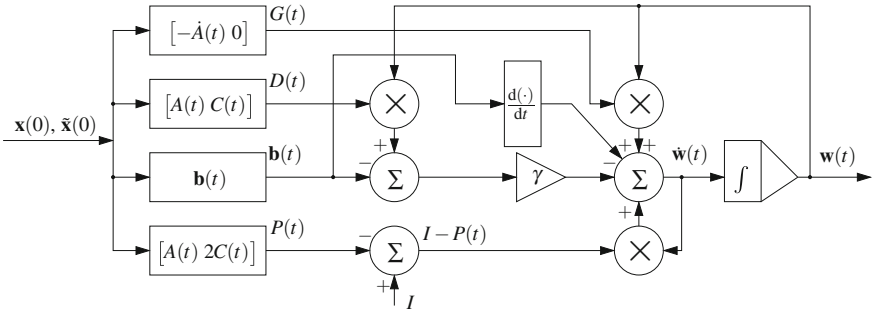 G(t)
[−Ȧ(t) 0]
D(t)
[A(t) C(t)]
×
×
d(·)/dt
x(0), x̃(0)
b(t)
b(t)
+
−
Σ
γ
−
+ +
Σ
+
ẇ(t)
∫
w(t)
P(t)
[A(t) 2C(t)]
−
Σ
+
I
I − P(t)
×